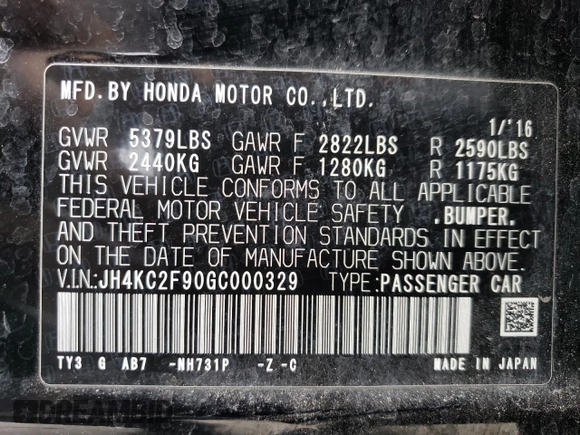 MFD.BY HONDA MOTOR CO.,LTD.
1/'16
GVWR 5379LBS GAWR F 2822LBS R 2590LBS
GVWR 2440KG GAWR F 1280KG R 1175KG
THIS VEHICLE CONFORMS TO ALL APPLICABLE
FEDERAL MOTOR VEHICLE SAFETY ,BUMPER,
AND THEFT PREVENTION STANDARDS IN EFFECT
ON THE DATE OF MANUFACTURE SHOWN ABOVE.
V.IN.:JH4KC2F90GC000329 TYPE:PASSENGER CAR
TY3 G AB7 -NH731P -Z -C MADE IN JAPAN